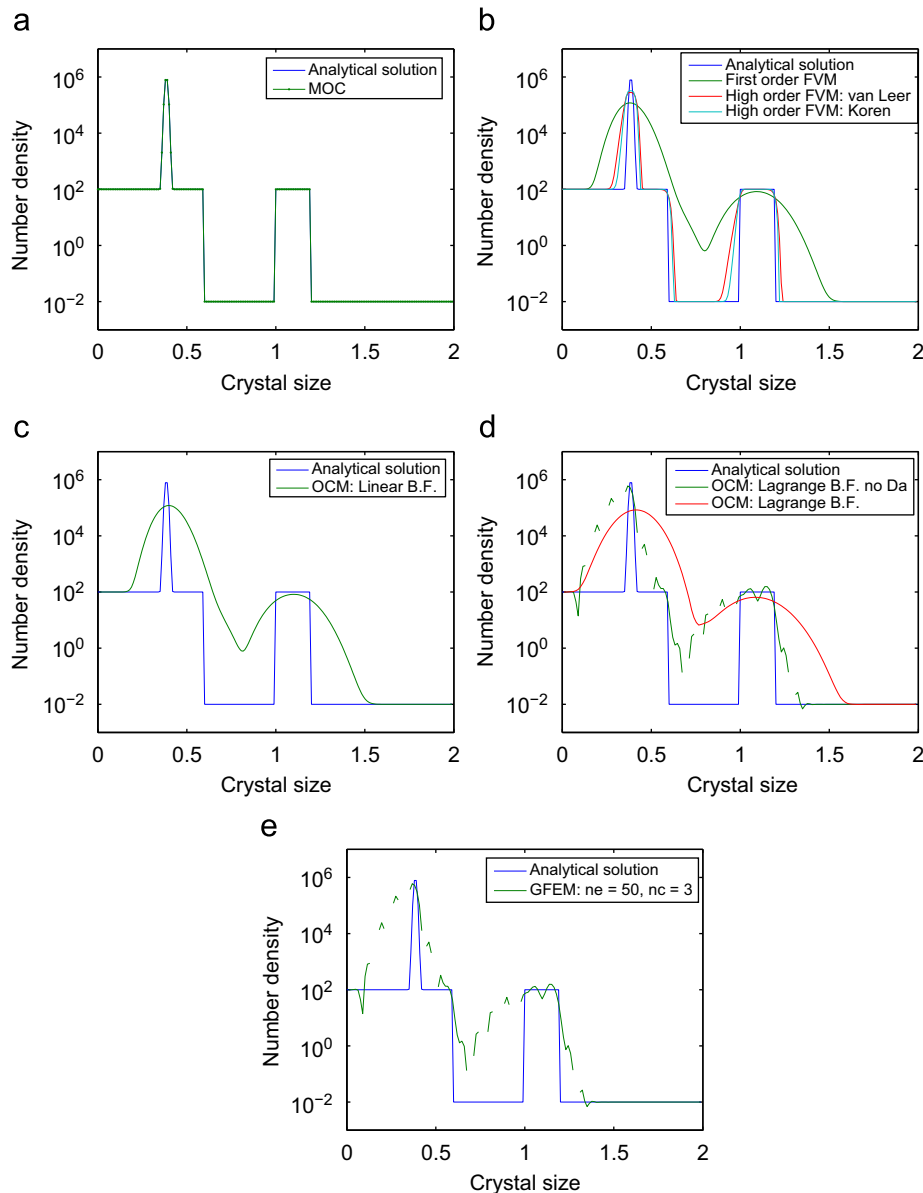 a
Number density
10^6
10^4
10^2
10^0
10^−2
0
0.5
1
1.5
2
Crystal size
Analytical solution
MOC
b
Number density
10^6
10^4
10^2
10^0
10^−2
0
0.5
1
1.5
2
Crystal size
Analytical solution
First order FVM
High order FVM: van Leer
High order FVM: Koren
c
Number density
10^6
10^4
10^2
10^0
10^−2
0
0.5
1
1.5
2
Crystal size
Analytical solution
OCM: Linear B.F.
d
Number density
10^6
10^4
10^2
10^0
10^−2
0
0.5
1
1.5
2
Crystal size
Analytical solution
OCM: Lagrange B.F. no Da
OCM: Lagrange B.F.
e
Number density
10^6
10^4
10^2
10^0
10^−2
0
0.5
1
1.5
2
Crystal size
Analytical solution
GFEM: ne = 50, nc = 3